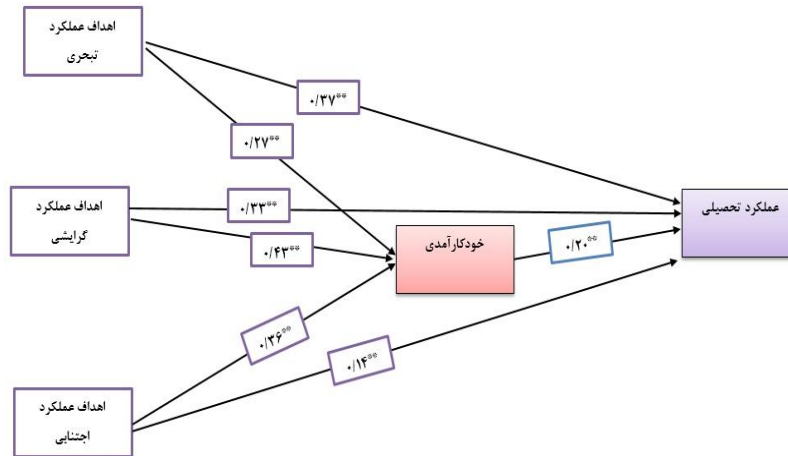 اهداف عملکرد
تبحری
۰/۳۷**
۰/۲۷**
اهداف عملکرد
گرایشی
۰/۳۳**
۰/۴۳**
خودکارآمدی
۰/۲۰**
عملکرد تحصیلی
۰/۳۶**
۰/۱۴**
اهداف عملکرد
اجتنابی